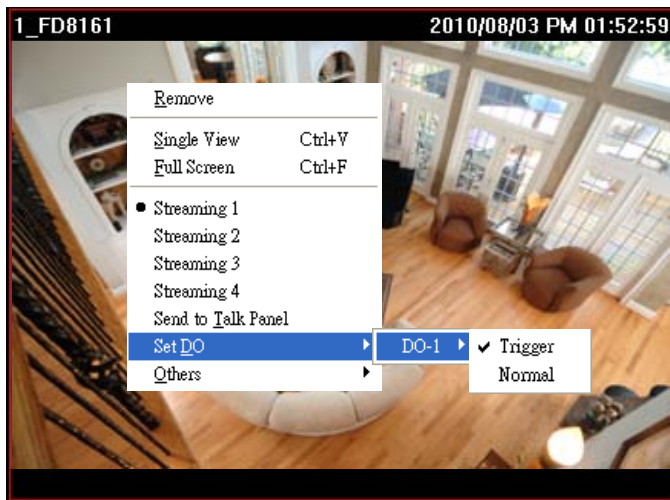 1_FD8161 2010/08/03 PM 01:52:59
Remove
Single View Ctrl+V
Full Screen Ctrl+F
Streaming 1
Streaming 2
Streaming 3
Streaming 4
Send to Talk Panel
Set DO DO-1 Trigger
Others Normal